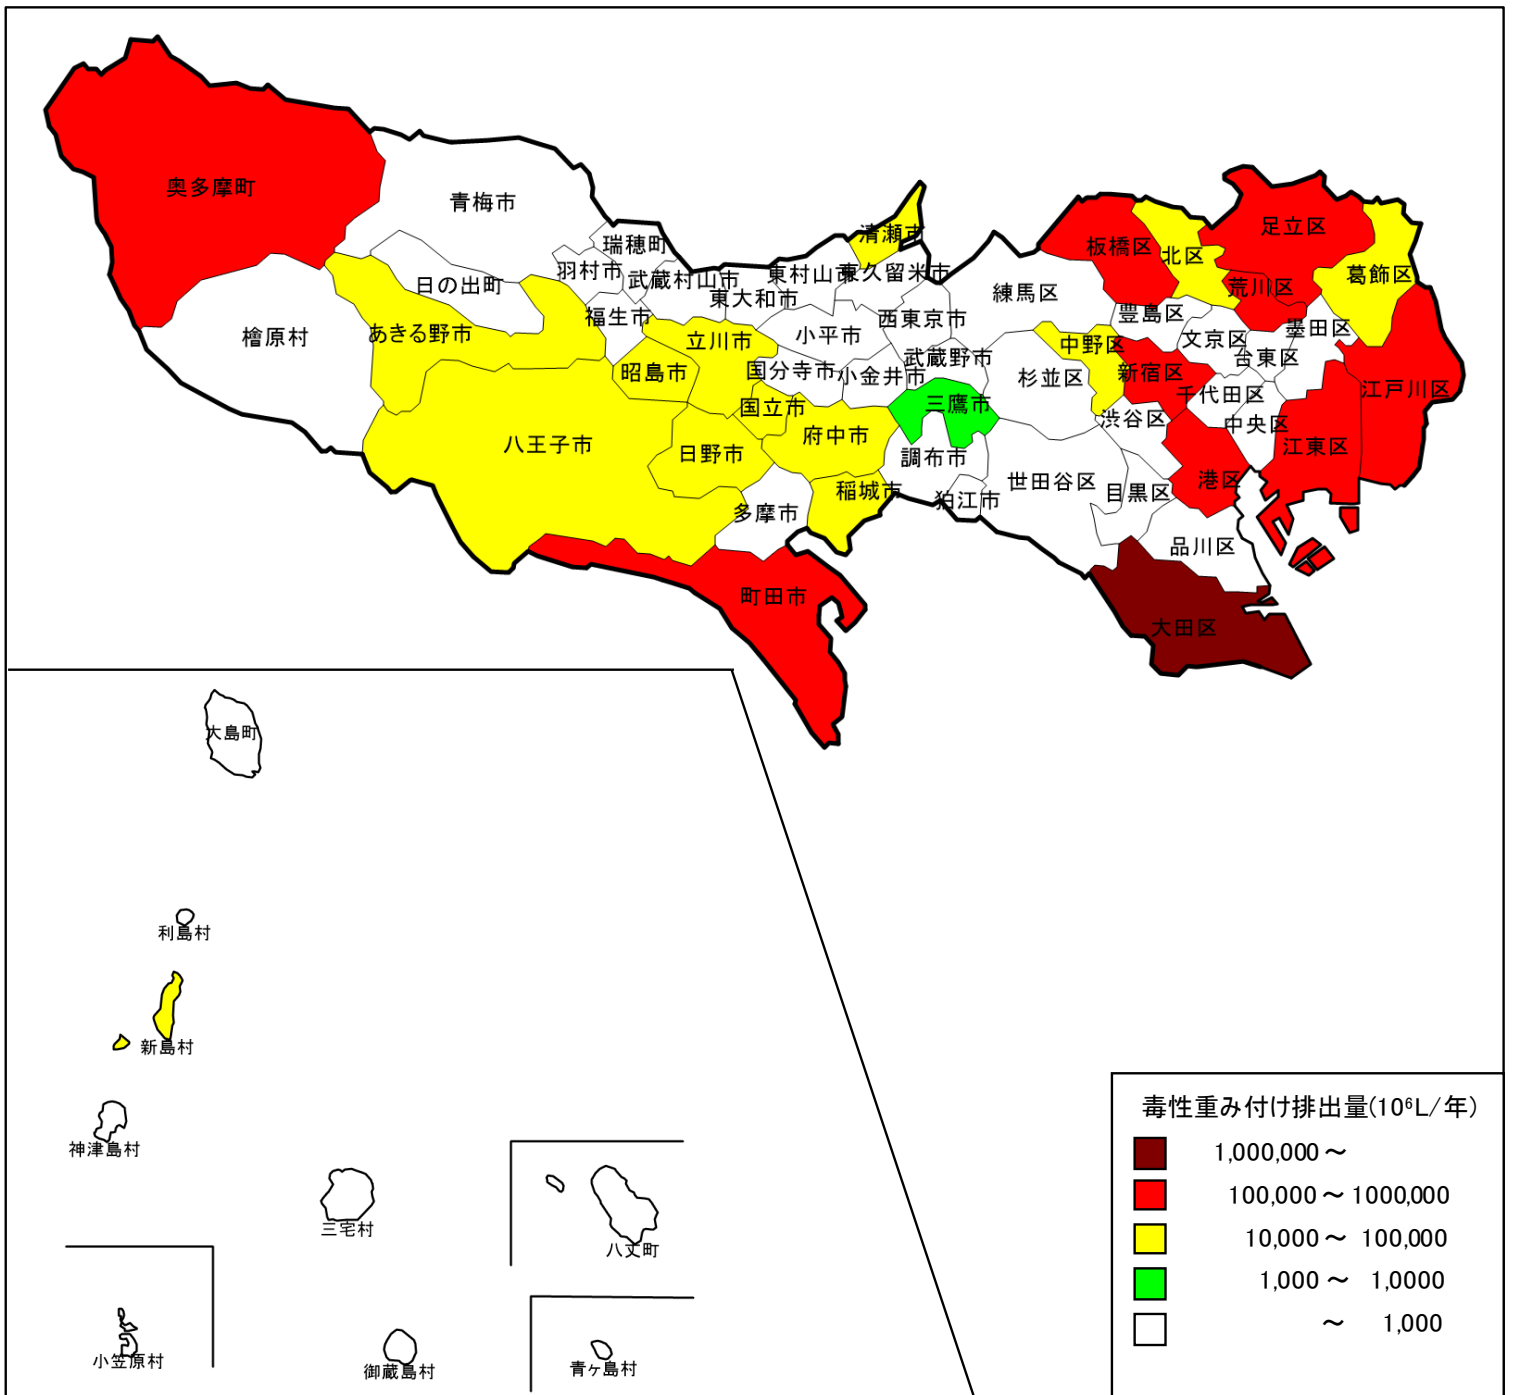 奥多摩町
青梅市
瑞穂町
羽村市
日の出町
檜原村
あきる野市
福生市
武蔵村山市
東大和市
東村山市
清瀬市
東久留米市
西東京市
小平市
立川市
昭島市
国分寺市
小金井市
武蔵野市
三鷹市
国立市
府中市
日野市
八王子市
調布市
稲城市
多摩市
狛江市
町田市
練馬区
板橋区
北区
足立区
葛飾区
荒川区
豊島区
文京区
墨田区
台東区
中野区
杉並区
新宿区
千代田区
渋谷区
中央区
江戸川区
江東区
港区
世田谷区
目黒区
品川区
大田区
大島町
利島村
新島村
神津島村
三宅村
八丈町
小笠原村
御蔵島村
青ヶ島村
毒性重み付け排出量(10⁶L/年)
1,000,000～
100,000～1000,000
10,000～ 100,000
1,000～ 1,0000
～ 1,000